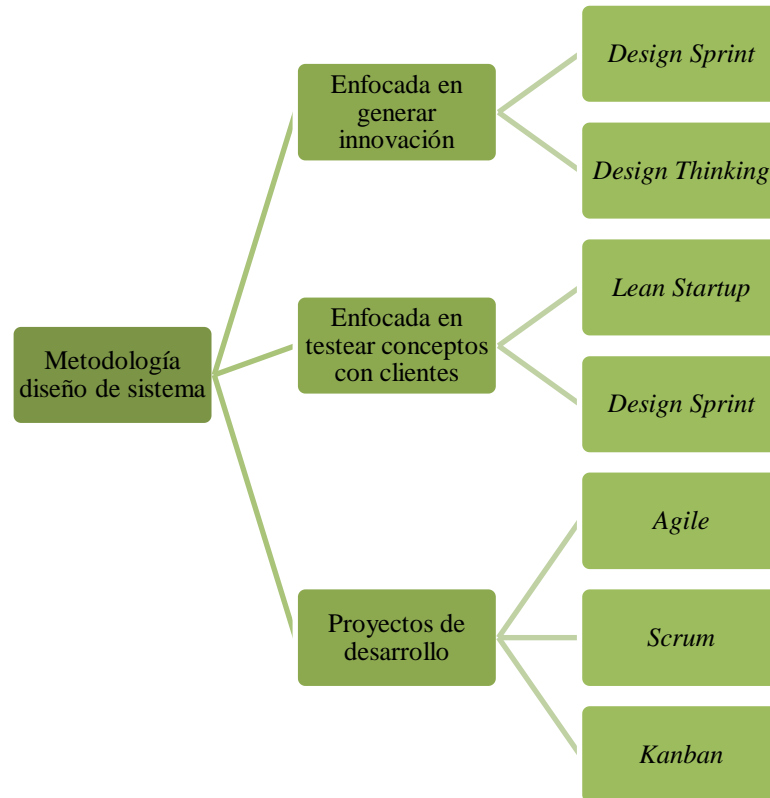 Metodología
diseño de sistema
Enfocada en
generar
innovación
Design Sprint
Design Thinking
Enfocada en
testear conceptos
con clientes
Lean Startup
Design Sprint
Proyectos de
desarrollo
Agile
Scrum
Kanban